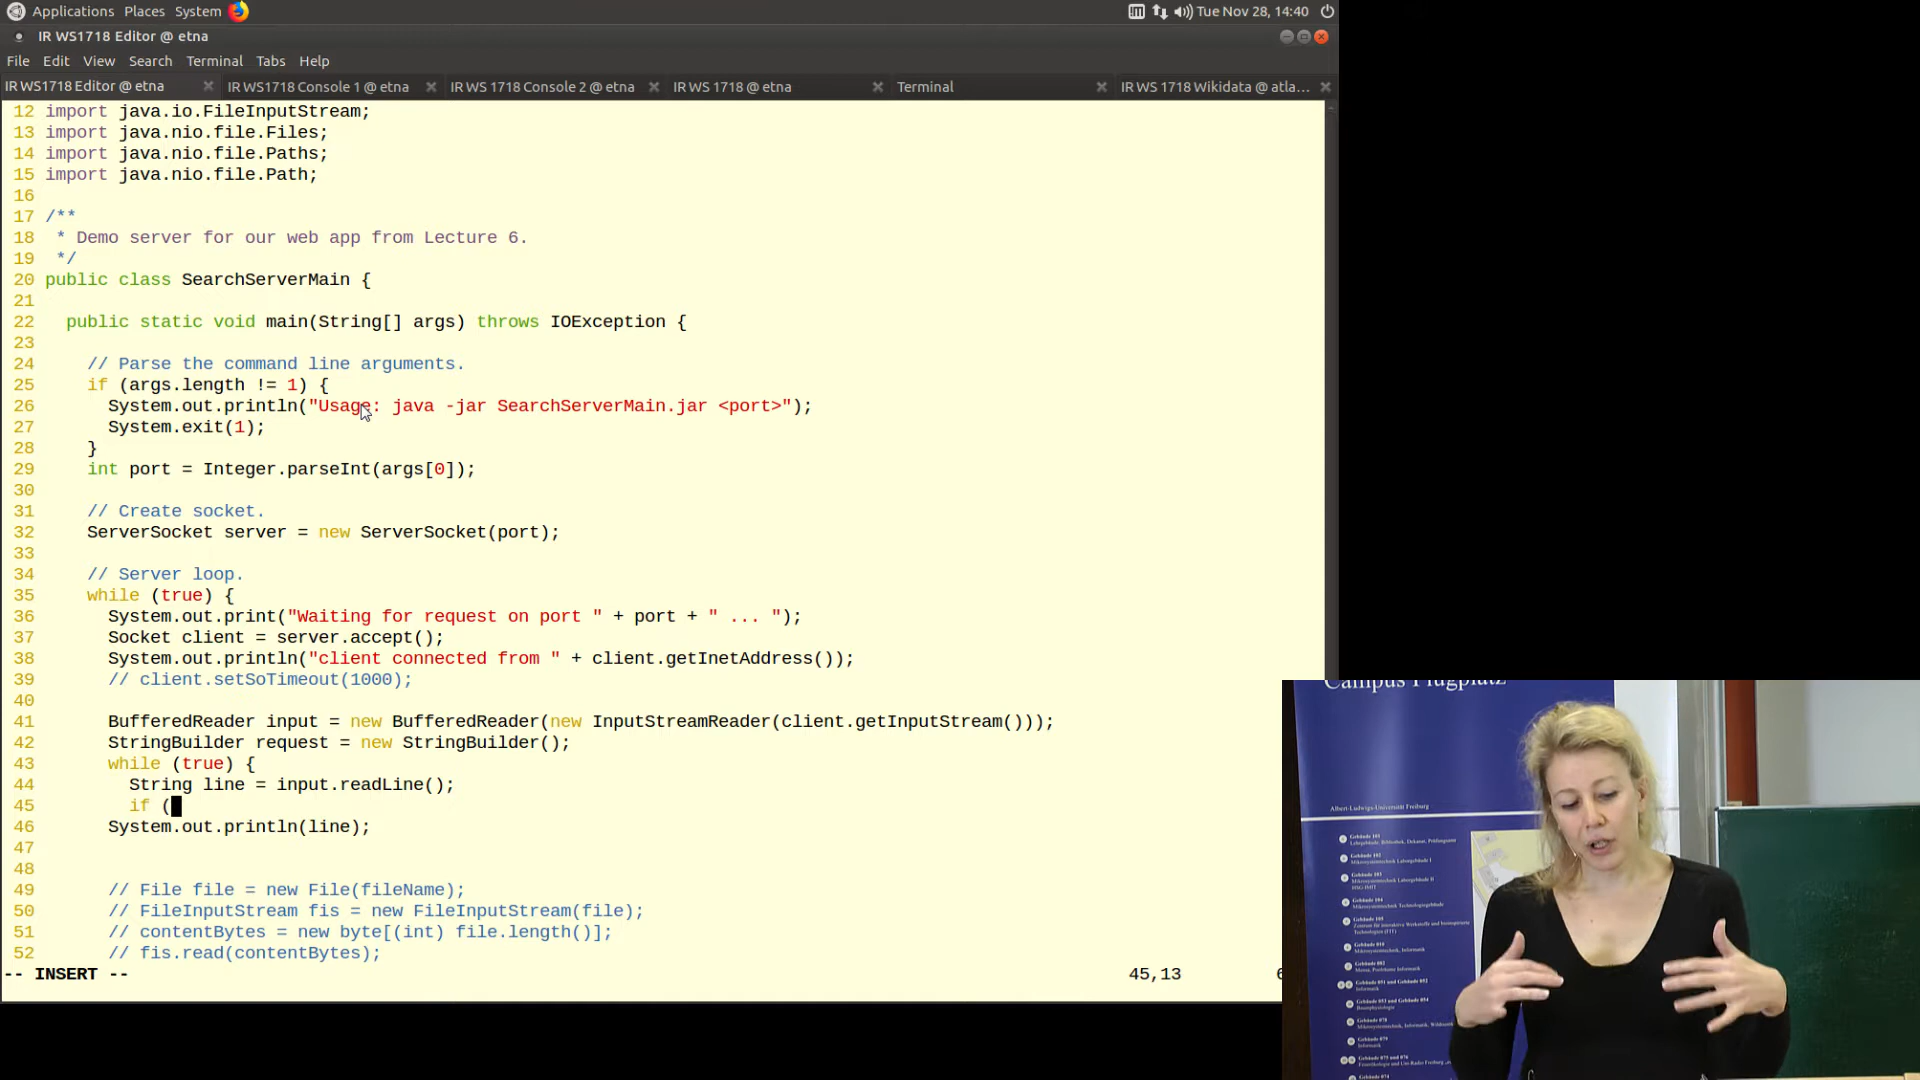 Applications Places System
Tue Nov 28, 14:40
IR WS1718 Editor @ etna
File Edit View Search Terminal Tabs Help
IR WS1718 Editor @ etna
IR WS1718 Console 1 @ etna
IR WS 1718 Console 2 @ etna
IR WS 1718 @ etna
Terminal
IR WS 1718 Wikidata @ atla...
12 import java.io.FileInputStream;
13 import java.nio.file.Files;
14 import java.nio.file.Paths;
15 import java.nio.file.Path;
16
17 /**
18  * Demo server for our web app from Lecture 6.
19  */
20 public class SearchServerMain {
21
22   public static void main(String[] args) throws IOException {
23
24     // Parse the command line arguments.
25     if (args.length != 1) {
26       System.out.println("Usage: java -jar SearchServerMain.jar <port>");
27       System.exit(1);
28     }
29     int port = Integer.parseInt(args[0]);
30
31     // Create socket.
32     ServerSocket server = new ServerSocket(port);
33
34     // Server loop.
35     while (true) {
36       System.out.print("Waiting for request on port " + port + " ... ");
37       Socket client = server.accept();
38       System.out.println("client connected from " + client.getInetAddress());
39       // client.setSoTimeout(1000);
40
41       BufferedReader input = new BufferedReader(new InputStreamReader(client.getInputStream()));
42       StringBuilder request = new StringBuilder();
43       while (true) {
44         String line = input.readLine();
45         if (
46       System.out.println(line);
47
48
49       // File file = new File(fileName);
50       // FileInputStream fis = new FileInputStream(file);
51       // contentBytes = new byte[(int) file.length()];
52       // fis.read(contentBytes);
-- INSERT --
45,13
Campus Flugplatz
Albert-Ludwigs-Universität Freiburg